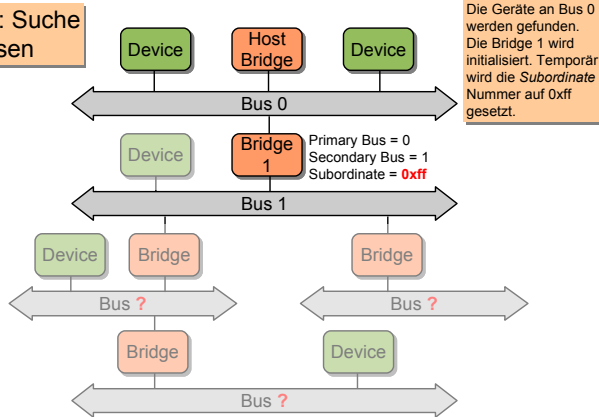 : Suche
sen
Die Geräte an Bus 0
werden gefunden.
Die Bridge 1 wird
initialisiert. Temporär
wird die Subordinate
Nummer auf 0xff
gesetzt.
Device
Host
Bridge
Device
Bus 0
Device
Bridge
1
Primary Bus = 0
Secondary Bus = 1
Subordinate = 0xff
Bus 1
Device
Bridge
Bridge
Bus ?
Bus ?
Bridge
Device
Bus ?